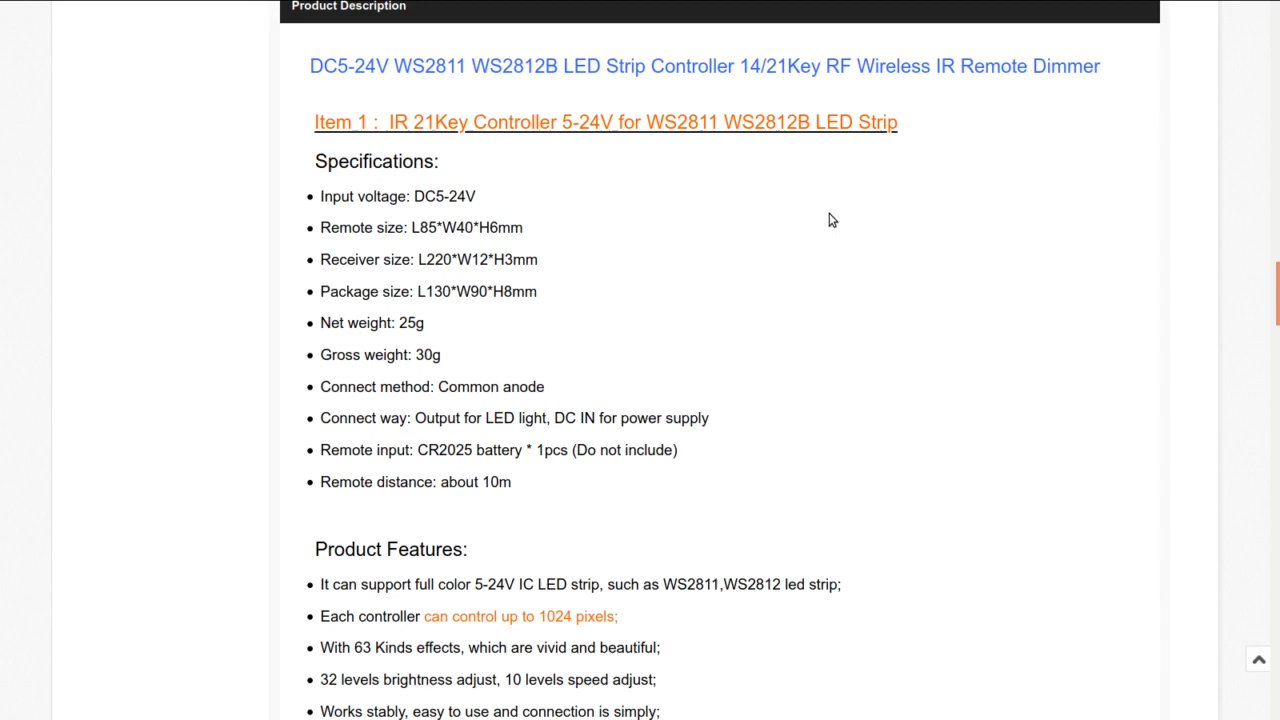 Product Description
DC5-24V WS2811 WS2812B LED Strip Controller 14/21Key RF Wireless IR Remote Dimmer
Item 1 : IR 21Key Controller 5-24V for WS2811 WS2812B LED Strip
Specifications:
• Input voltage: DC5-24V
• Remote size: L85*W40*H6mm
• Receiver size: L220*W12*H3mm
• Package size: L130*W90*H8mm
• Net weight: 25g
• Gross weight: 30g
• Connect method: Common anode
• Connect way: Output for LED light, DC IN for power supply
• Remote input: CR2025 battery * 1pcs (Do not include)
• Remote distance: about 10m
Product Features:
• It can support full color 5-24V IC LED strip, such as WS2811,WS2812 led strip;
• Each controller can control up to 1024 pixels;
• With 63 Kinds effects, which are vivid and beautiful;
• 32 levels brightness adjust, 10 levels speed adjust;
• Works stably, easy to use and connection is simply;